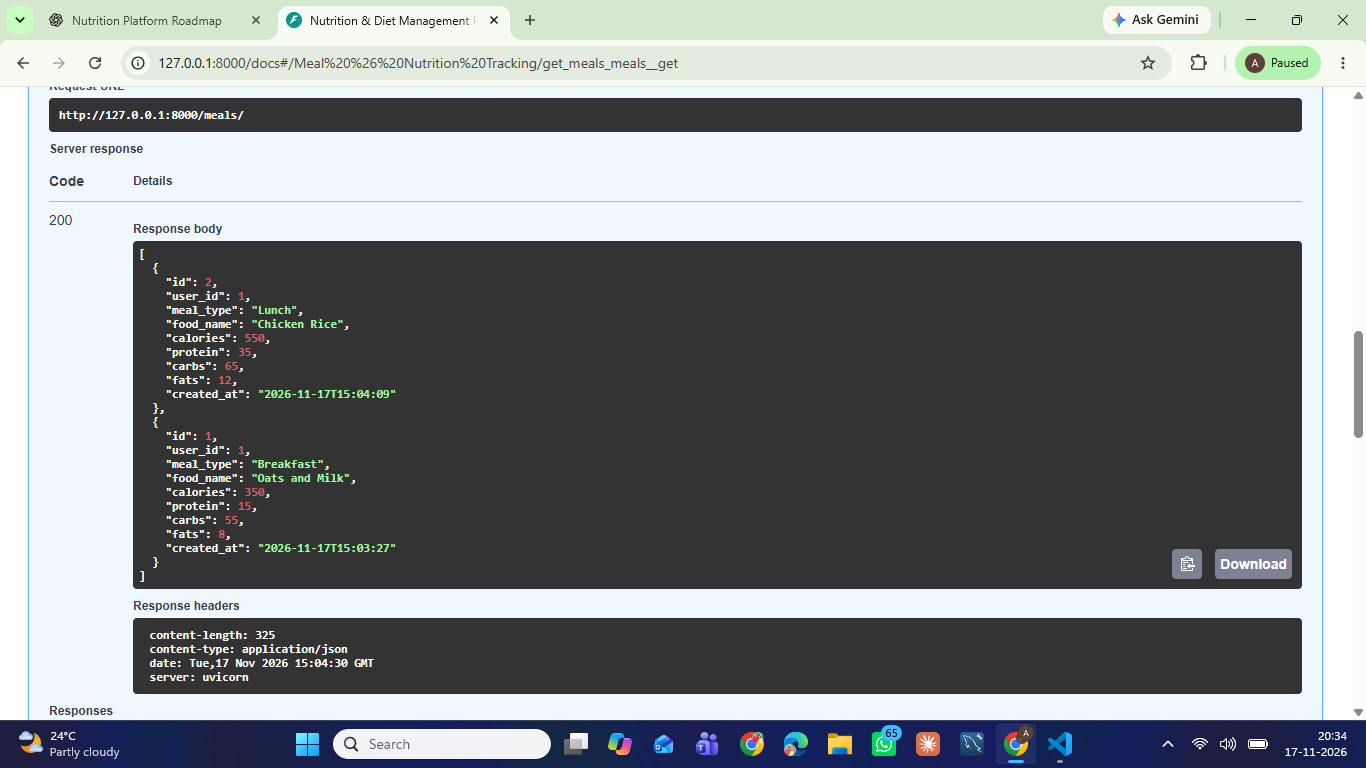 Nutrition Platform Roadmap
Nutrition & Diet Management
Ask Gemini
127.0.0.1:8000/docs#/Meal%20%26%20Nutrition%20Tracking/get_meals_meals__get
A Paused
Request URL
http://127.0.0.1:8000/meals/
Server response
Code Details
200
Response body
[
{
"id": 2,
"user_id": 1,
"meal_type": "Lunch",
"food_name": "Chicken Rice",
"calories": 550,
"protein": 35,
"carbs": 65,
"fats": 12,
"created_at": "2026-11-17T15:04:09"
},
{
"id": 1,
"user_id": 1,
"meal_type": "Breakfast",
"food_name": "Oats and Milk",
"calories": 350,
"protein": 15,
"carbs": 55,
"fats": 8,
"created_at": "2026-11-17T15:03:27"
}
]
Download
Response headers
content-length: 325
content-type: application/json
date: Tue,17 Nov 2026 15:04:30 GMT
server: uvicorn
Responses
24°C
Partly cloudy
Search
65
A
20:34
17-11-2026